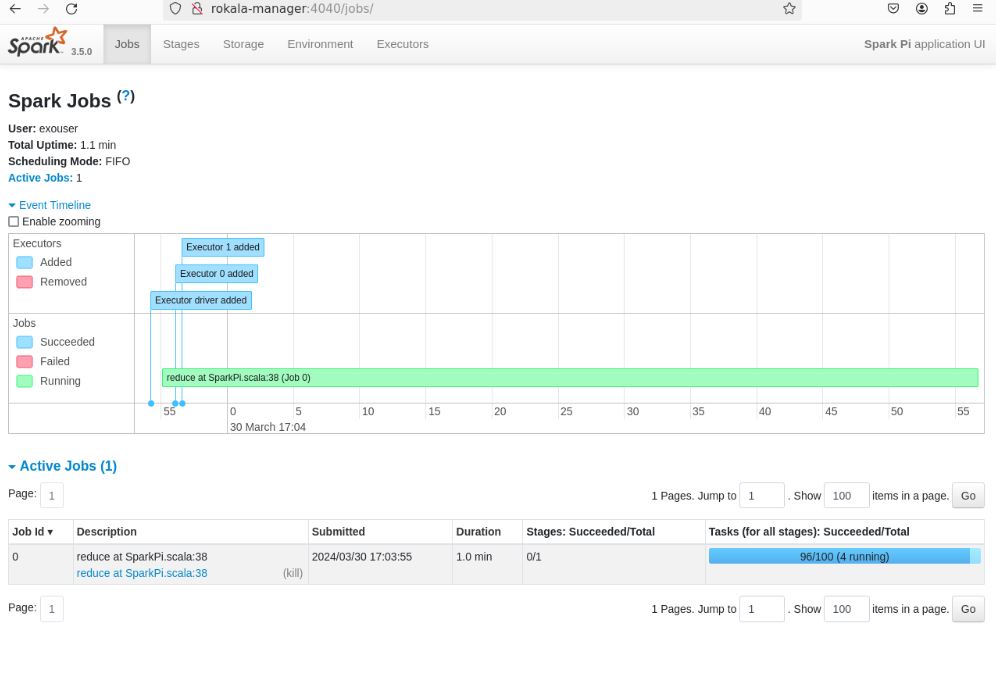 rokala-manager:4040/jobs/
APACHE Spark 3.5.0 Jobs Stages Storage Environment Executors Spark Pi application UI
Spark Jobs (?)
User: exouser
Total Uptime: 1.1 min
Scheduling Mode: FIFO
Active Jobs: 1
Event Timeline
Enable zooming
Executors
Added
Removed
Executor 1 added
Executor 0 added
Executor driver added
Jobs
Succeeded
Failed
Running
reduce at SparkPi.scala:38 (Job 0)
55 0 5 10 15 20 25 30 35 40 45 50 55
30 March 17:04
Active Jobs (1)
Page: 1 1 Pages. Jump to 1 . Show 100 items in a page. Go
Job Id ▾ Description Submitted Duration Stages: Succeeded/Total Tasks (for all stages): Succeeded/Total
0 reduce at SparkPi.scala:38 2024/03/30 17:03:55 1.0 min 0/1 96/100 (4 running)
reduce at SparkPi.scala:38 (kill)
Page: 1 1 Pages. Jump to 1 . Show 100 items in a page. Go